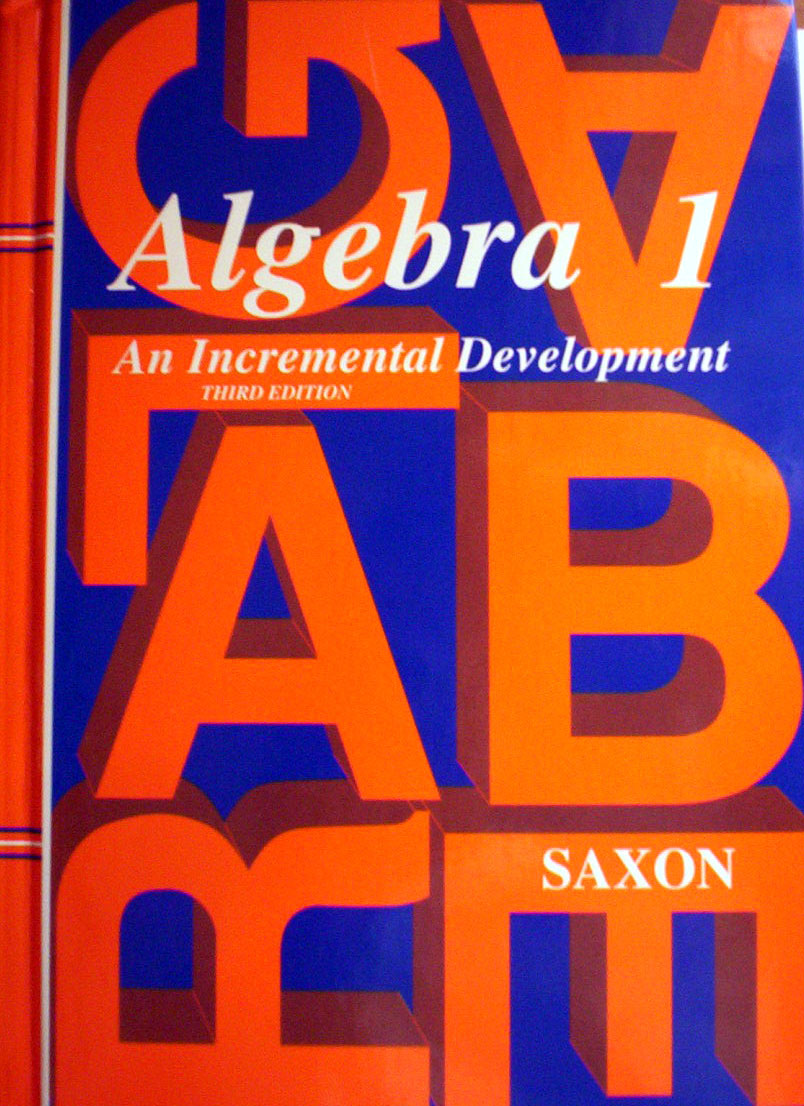 Algebra 1
An Incremental Development
THIRD EDITION
G A
L
A B
R E
SAXON